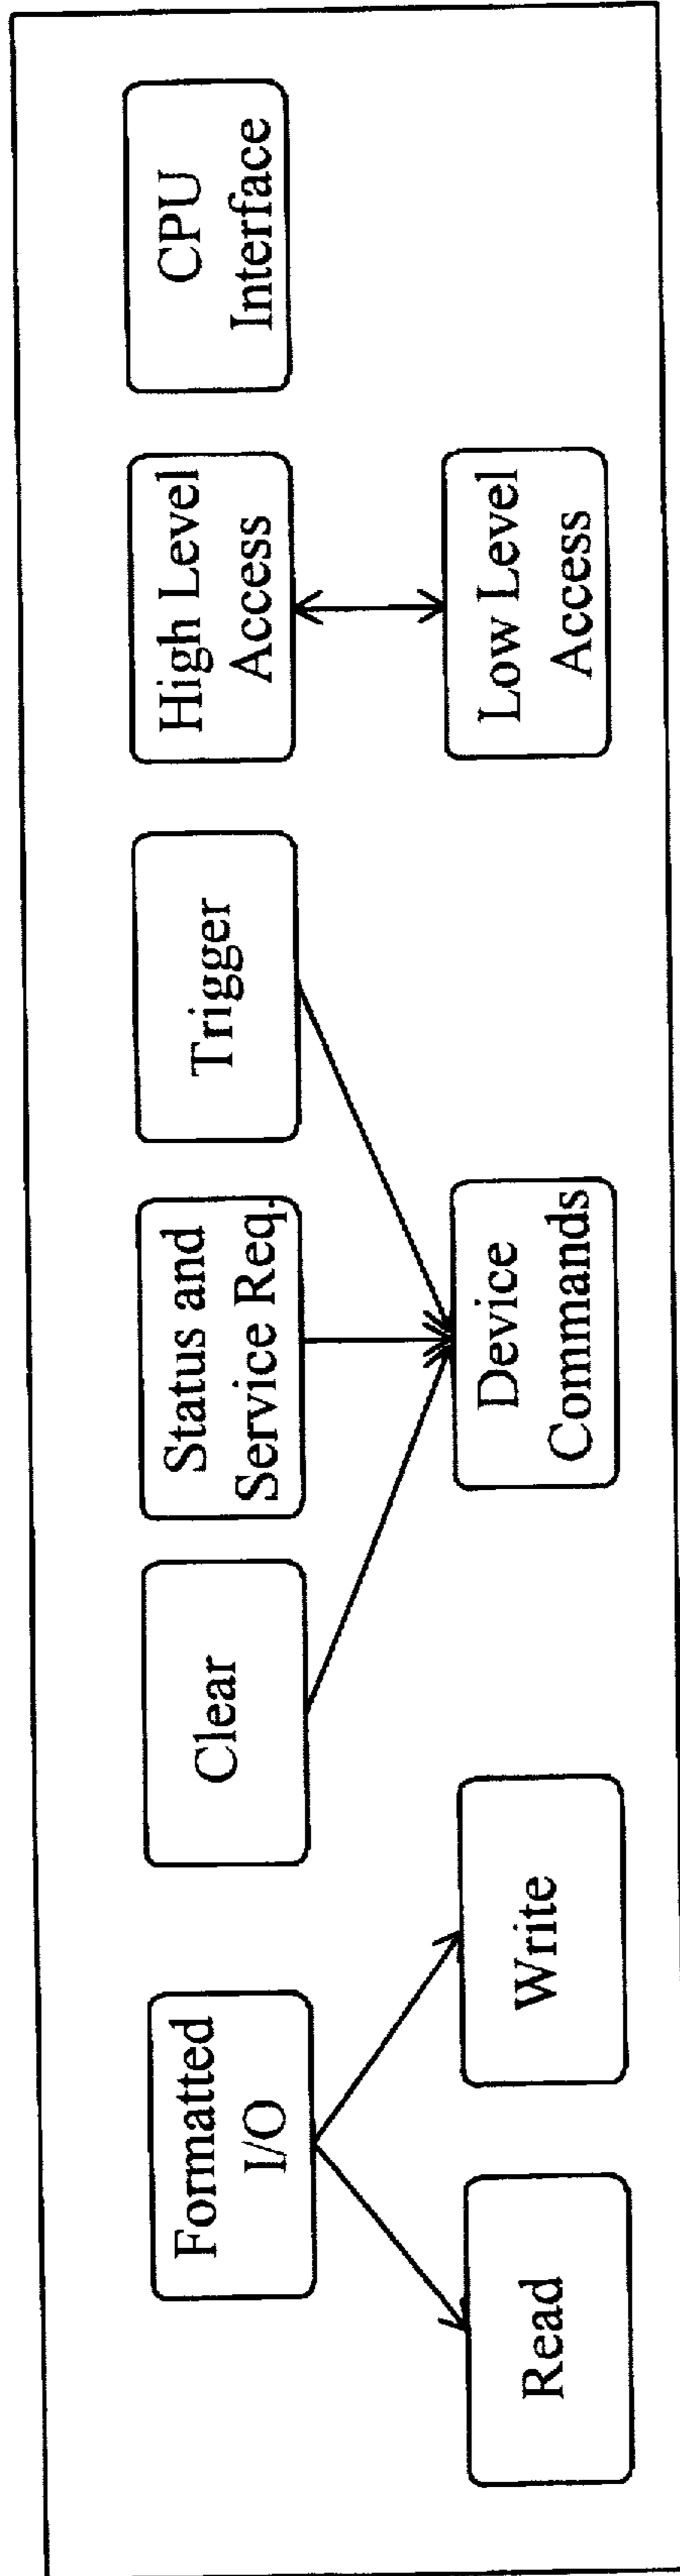 Formatted
I/O
Clear
Status and
Service Req.
Trigger
High Level
Access
CPU
Interface
Read
Write
Device
Commands
Low Level
Access